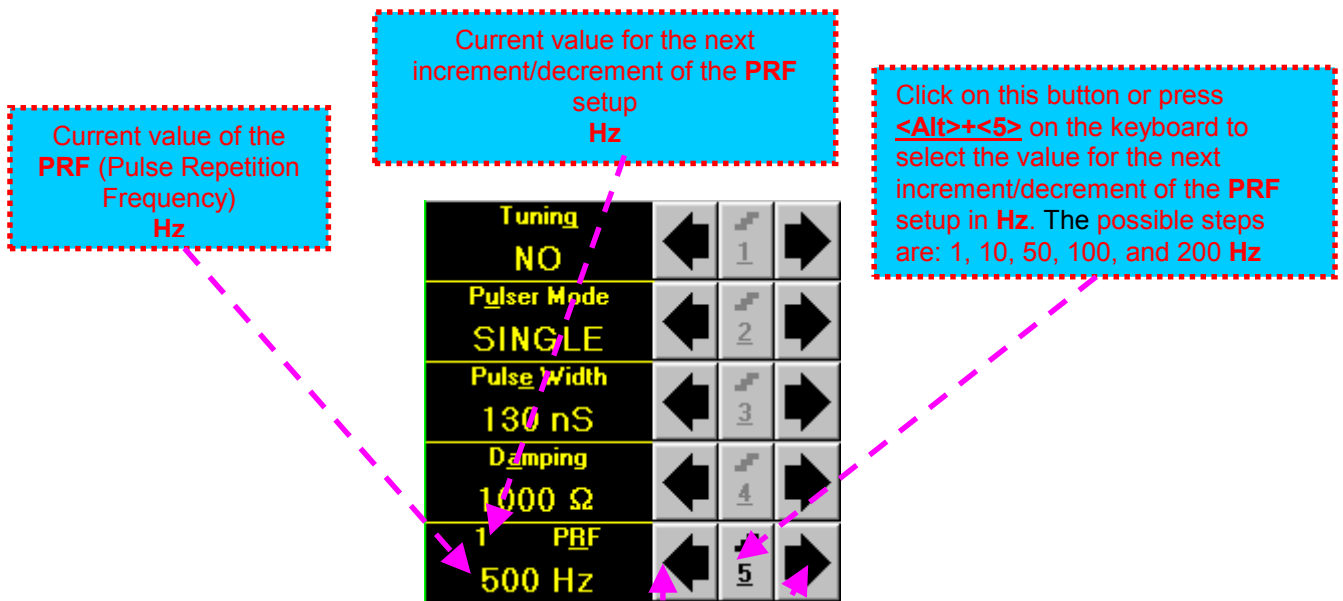 Current value for the next
increment/decrement of the PRF
setup
Hz
Current value of the
PRF (Pulse Repetition
Frequency)
Hz
Click on this button or press
<Alt>+<5> on the keyboard to
select the value for the next
increment/decrement of the PRF
setup in Hz. The possible steps
are: 1, 10, 50, 100, and 200 Hz
Tuning
NO
1
Pulser Mode
SINGLE
2
Pulse Width
130 nS
3
Damping
1000 Ω
4
1 PRF
500 Hz
5